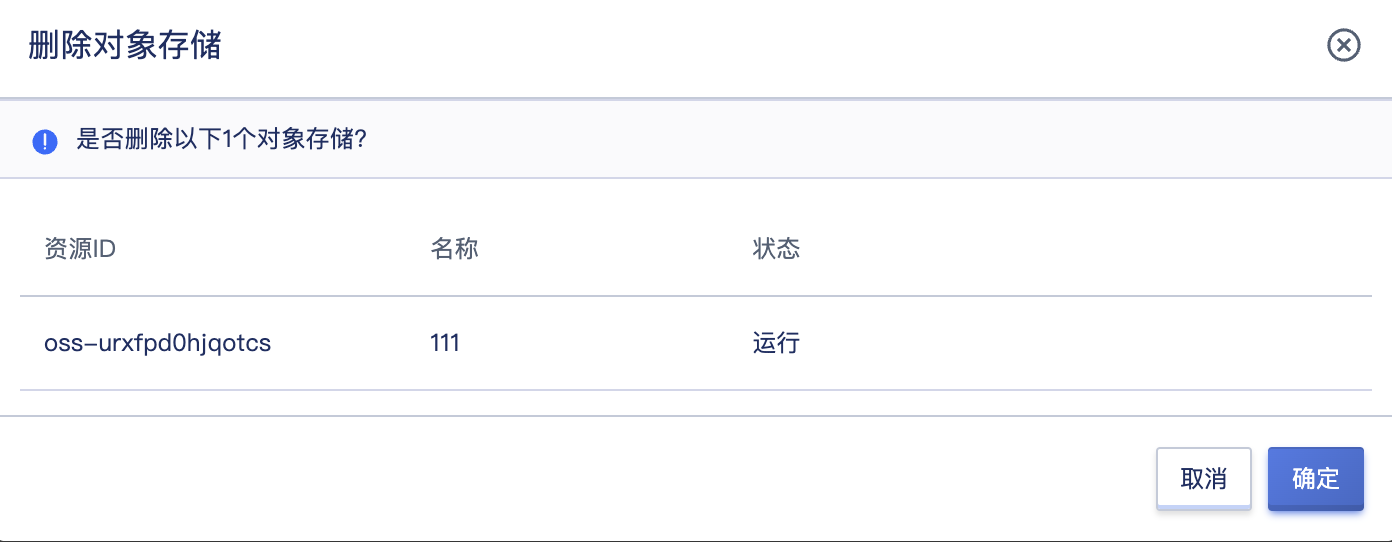 删除对象存储
是否删除以下1个对象存储?
资源ID 名称 状态
oss-urxfpd0hjqotcs 111 运行
取消 确定